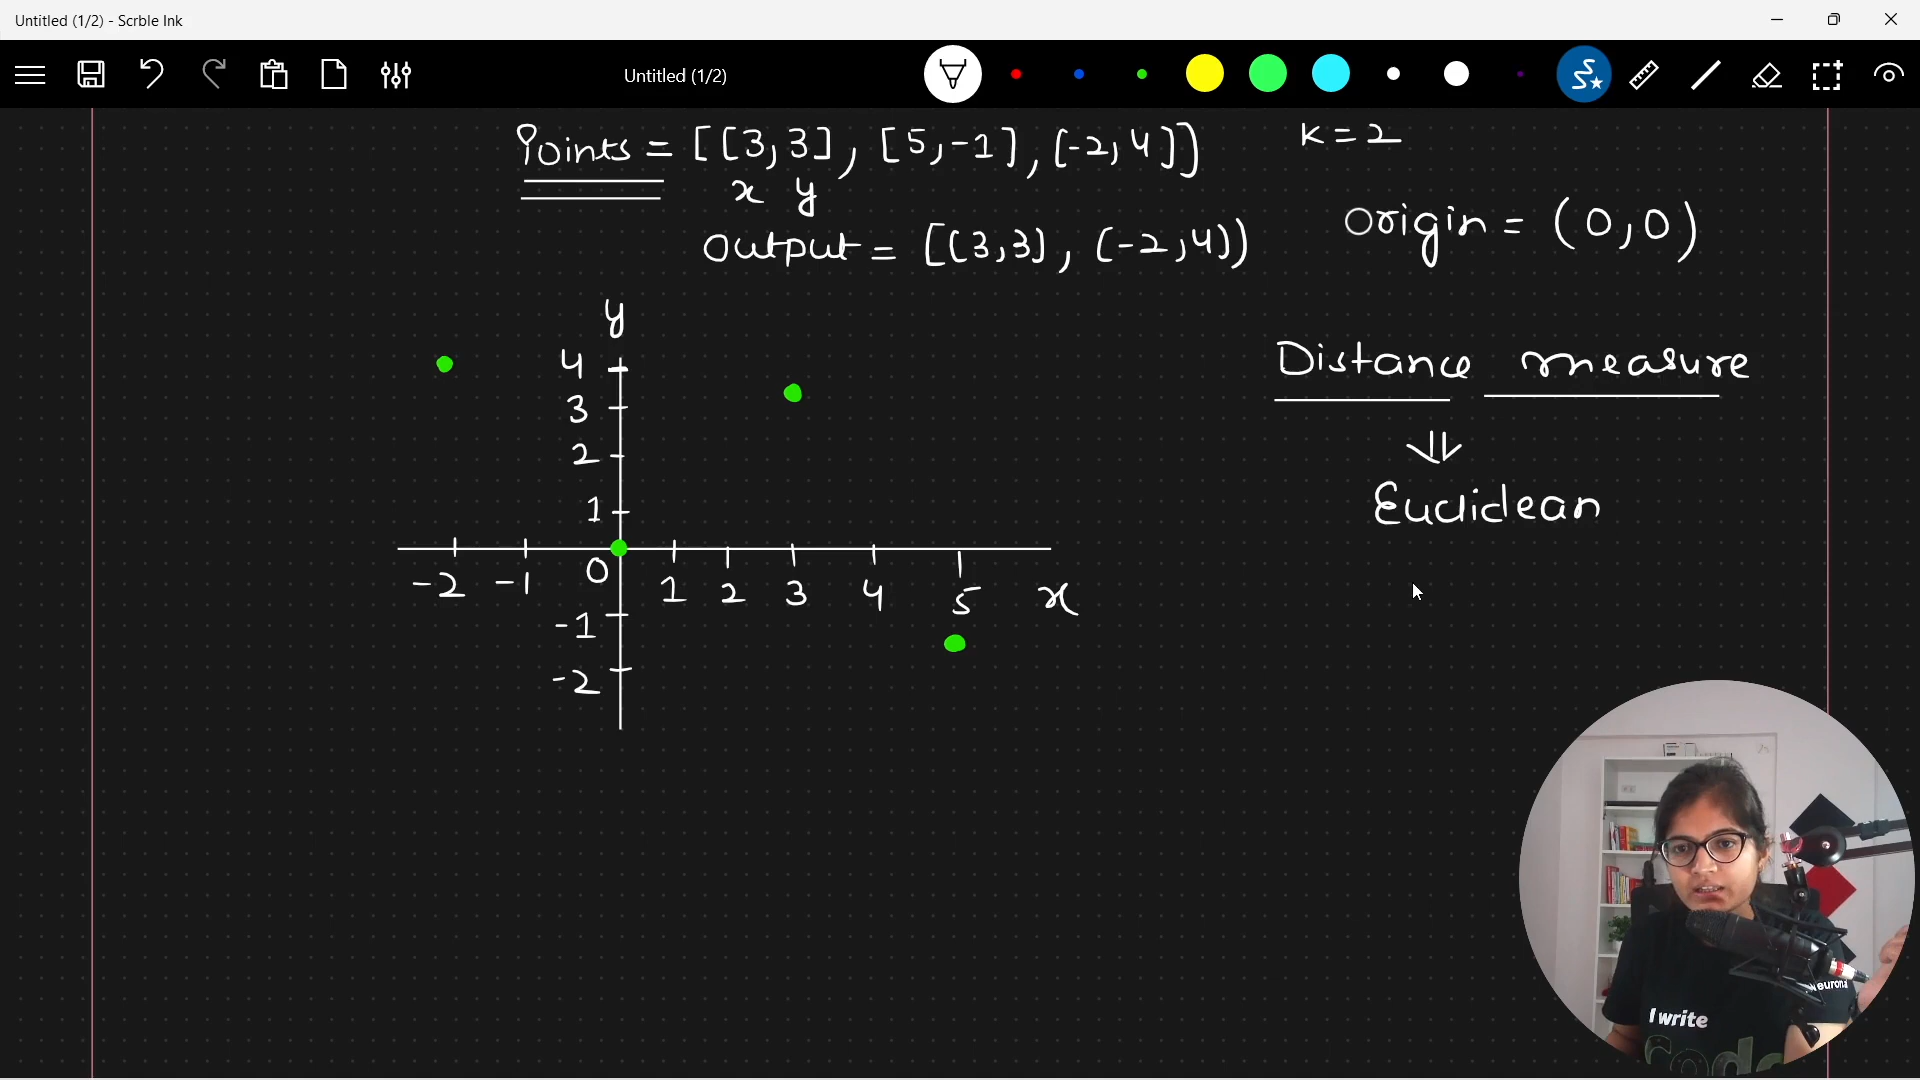 Untitled (1/2) - Scrble Ink
Untitled (1/2)
Points = [[3,3], [5,-1], [-2,4]]
K=2
x y
Origin = (0,0)
Output = [[3,3], [-2,4]]
y
4
3
2
1
Distance measure
Euclidean
-2 -1 0 1 2 3 4 5 x
-1
-2
I write
Code